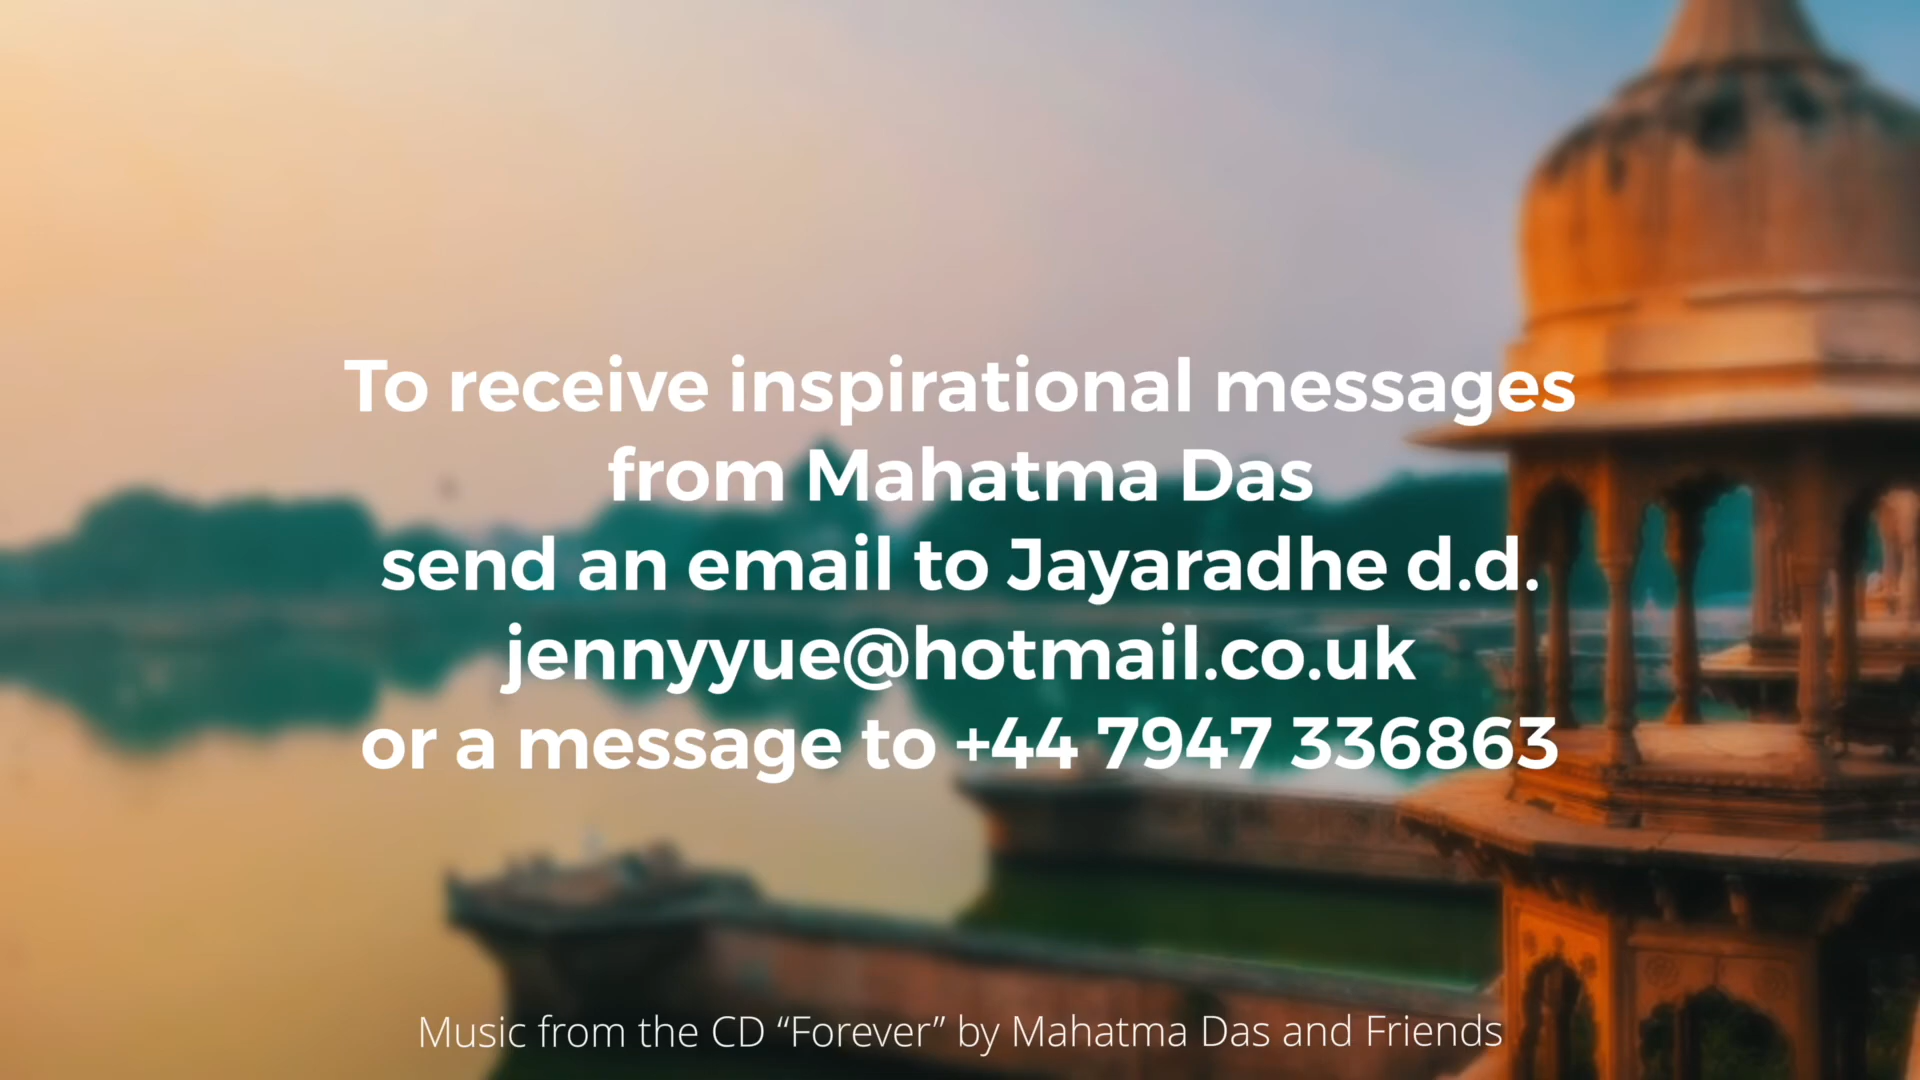 To receive inspirational messages
from Mahatma Das
send an email to Jayaradhe d.d.
jennyyue@hotmail.co.uk
or a message to +44 7947 336863
Music from the CD “Forever” by Mahatma Das and Friends